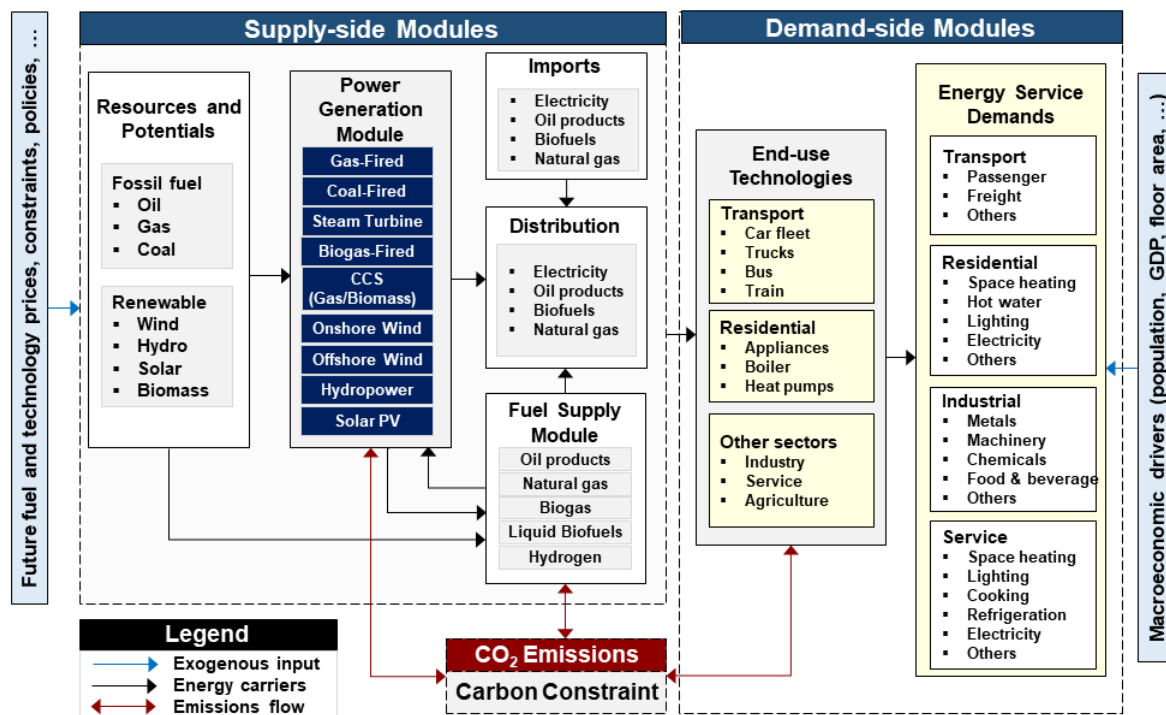 Future fuel and technology prices, constraints, policies, …
Supply-side Modules
Resources and
Potentials
Fossil fuel
▪ Oil
▪ Gas
▪ Coal
Renewable
▪ Wind
▪ Hydro
▪ Solar
▪ Biomass
Power
Generation
Module
Gas-Fired
Coal-Fired
Steam Turbine
Biogas-Fired
CCS
(Gas/Biomass)
Onshore Wind
Offshore Wind
Hydropower
Solar PV
Imports
▪ Electricity
▪ Oil products
▪ Biofuels
▪ Natural gas
Distribution
▪ Electricity
▪ Oil products
▪ Biofuels
▪ Natural gas
Fuel Supply
Module
Oil products
Natural gas
Biogas
Liquid Biofuels
Hydrogen
Demand-side Modules
End-use
Technologies
Transport
▪ Car fleet
▪ Trucks
▪ Bus
▪ Train
Residential
▪ Appliances
▪ Boiler
▪ Heat pumps
Other sectors
▪ Industry
▪ Service
▪ Agriculture
Energy Service
Demands
Transport
▪ Passenger
▪ Freight
▪ Others
Residential
▪ Space heating
▪ Hot water
▪ Lighting
▪ Electricity
▪ Others
Industrial
▪ Metals
▪ Machinery
▪ Chemicals
▪ Food & beverage
▪ Others
Service
▪ Space heating
▪ Lighting
▪ Cooking
▪ Refrigeration
▪ Electricity
▪ Others
Macroeconomic drivers (population, GDP, floor area, …)
Legend
Exogenous input
Energy carriers
Emissions flow
CO₂ Emissions
Carbon Constraint